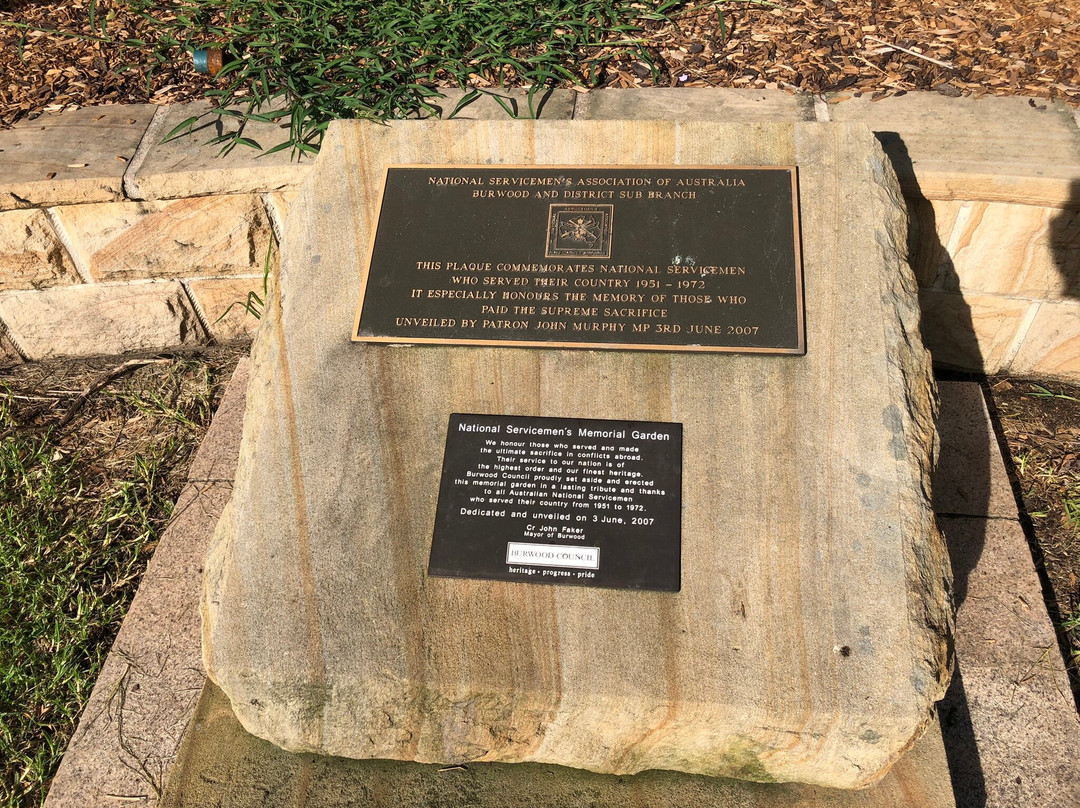 NATIONAL SERVICEMEN'S ASSOCIATION OF AUSTRALIA
BURWOOD AND DISTRICT SUB BRANCH
THIS PLAQUE COMMEMORATES NATIONAL SERVICEMEN
WHO SERVED THEIR COUNTRY 1951 - 1972
IT ESPECIALLY HONOURS THE MEMORY OF THOSE WHO
PAID THE SUPREME SACRIFICE
UNVEILED BY PATRON JOHN MURPHY MP 3RD JUNE 2007
National Servicemen's Memorial Garden
We honour those who served and made
the ultimate sacrifice in conflicts abroad.
Their service to our nation is of
the highest order and our finest heritage.
Burwood Council proudly set aside and erected
this memorial garden in a lasting tribute and thanks
to all Australian National Servicemen
who served their country from 1951 to 1972.
Dedicated and unveiled on 3 June, 2007
Cr John Faker
Mayor of Burwood
BURWOOD COUNCIL
heritage • progress • pride